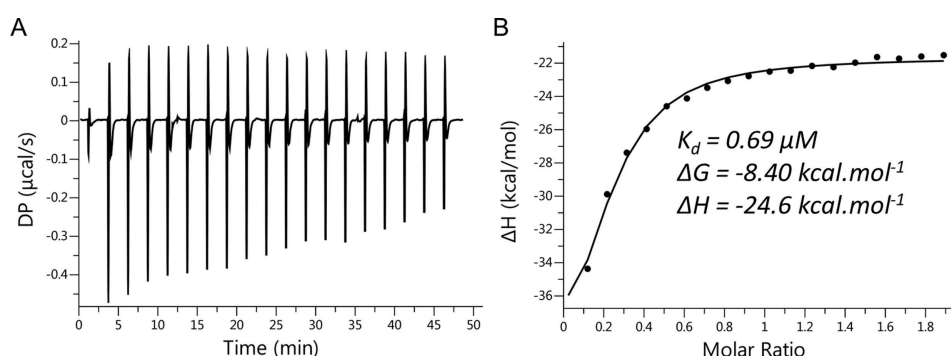 A
B
0.2
0.1
0
-0.1
-0.2
-0.3
-0.4
DP (µcal/s)
0 5 10 15 20 25 30 35 40 45 50
Time (min)
-22
-24
-26
-28
-30
-32
-34
-36
ΔH (kcal/mol)
K_d = 0.69 µM
ΔG = -8.40 kcal.mol⁻¹
ΔH = -24.6 kcal.mol⁻¹
0 0.2 0.4 0.6 0.8 1 1.2 1.4 1.6 1.8
Molar Ratio